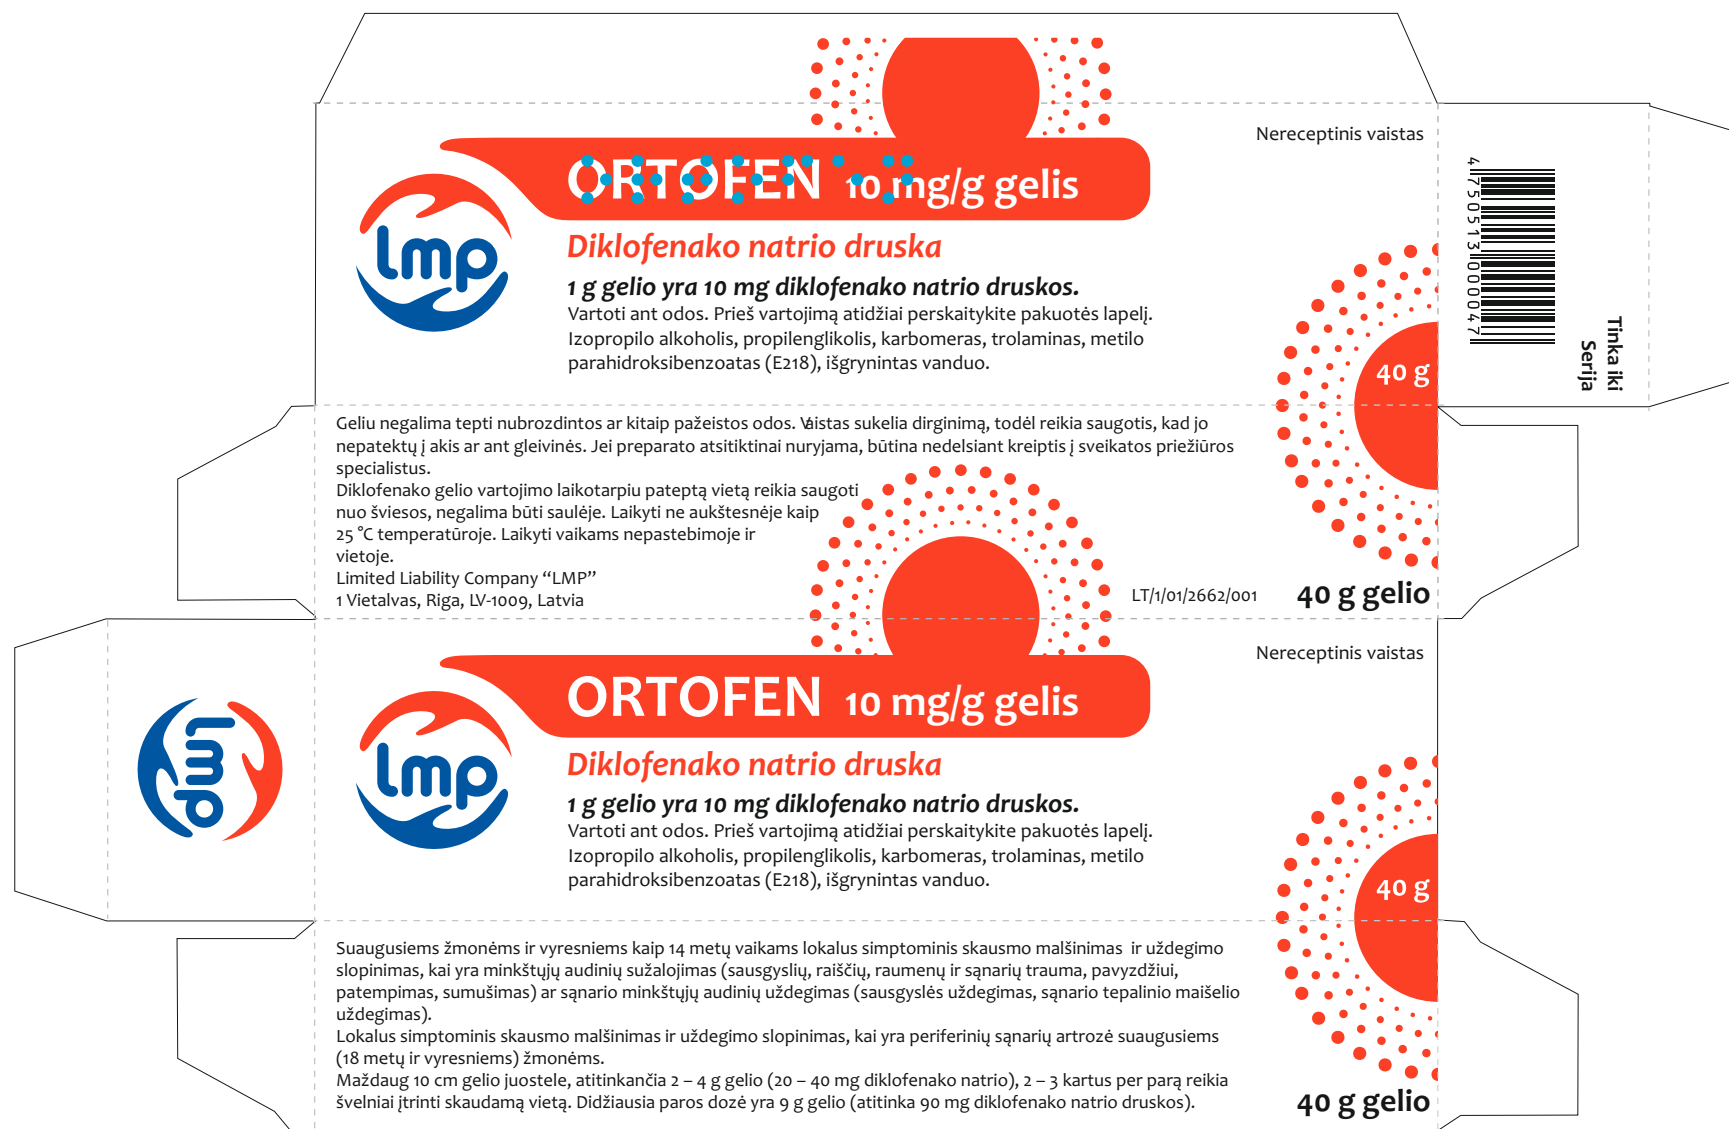 Nereceptinis vaistas
ORTOFEN 10 mg/g gelis
lmp
Diklofenako natrio druska
1 g gelio yra 10 mg diklofenako natrio druskos.
Vartoti ant odos. Prieš vartojimą atidžiai perskaitykite pakuotės lapelį.
Izopropilo alkoholis, propilenglikolis, karbomeras, trolaminas, metilo
parahidroksibenzoatas (E218), išgrynintas vanduo.
40 g
4750513000047
Tinka iki
Serija
Geliu negalima tepti nubrozdintos ar kitaip pažeistos odos. Vaistas sukelia dirginimą, todėl reikia saugotis, kad jo
nepatektų į akis ar ant gleivinės. Jei preparato atsitiktinai nuryjama, būtina nedelsiant kreiptis į sveikatos priežiūros
specialistus.
Diklofenako gelio vartojimo laikotarpiu pateptą vietą reikia saugoti
nuo šviesos, negalima būti saulėje. Laikyti ne aukštesnėje kaip
25 °C temperatūroje. Laikyti vaikams nepastebimoje ir
vietoje.
Limited Liability Company “LMP”
1 Vietalvas, Riga, LV-1009, Latvia
LT/1/01/2662/001
40 g gelio
Nereceptinis vaistas
ORTOFEN 10 mg/g gelis
lmp
lmp
Diklofenako natrio druska
1 g gelio yra 10 mg diklofenako natrio druskos.
Vartoti ant odos. Prieš vartojimą atidžiai perskaitykite pakuotės lapelį.
Izopropilo alkoholis, propilenglikolis, karbomeras, trolaminas, metilo
parahidroksibenzoatas (E218), išgrynintas vanduo.
40 g
Suaugusiems žmonėms ir vyresniems kaip 14 metų vaikams lokalus simptominis skausmo malšinimas ir uždegimo
slopinimas, kai yra minkštųjų audinių sužalojimas (sausgyslių, raiščių, raumenų ir sąnarių trauma, pavyzdžiui,
patempimas, sumušimas) ar sąnario minkštųjų audinių uždegimas (sausgyslės uždegimas, sąnario tepalinio maišelio
uždegimas).
Lokalus simptominis skausmo malšinimas ir uždegimo slopinimas, kai yra periferinių sąnarių artrozė suaugusiems
(18 metų ir vyresniems) žmonėms.
Maždaug 10 cm gelio juostele, atitinkančia 2 – 4 g gelio (20 – 40 mg diklofenako natrio), 2 – 3 kartus per parą reikia
švelniai įtrinti skaudamą vietą. Didžiausia paros dozė yra 9 g gelio (atitinka 90 mg diklofenako natrio druskos).
40 g gelio